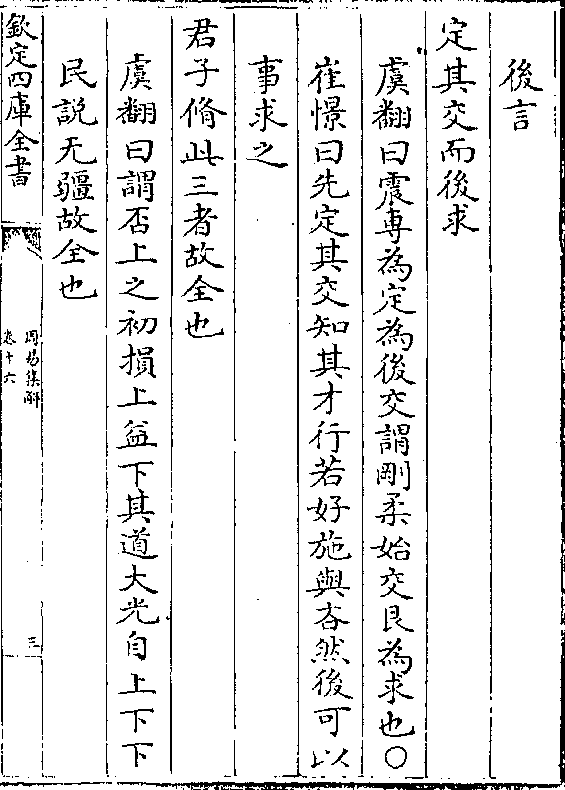 後言
定其交而後求
虞翻曰震専為定為後交謂剛柔始交艮為求也○
崔憬曰先定其交知其才行若好施與吝然後可以
事求之
君子脩此三者故全也
虞翻曰謂否上之初損上益下其道大光自上下下
民説无疆故全也
欽定四庫全書
周易集解
卷十六
三